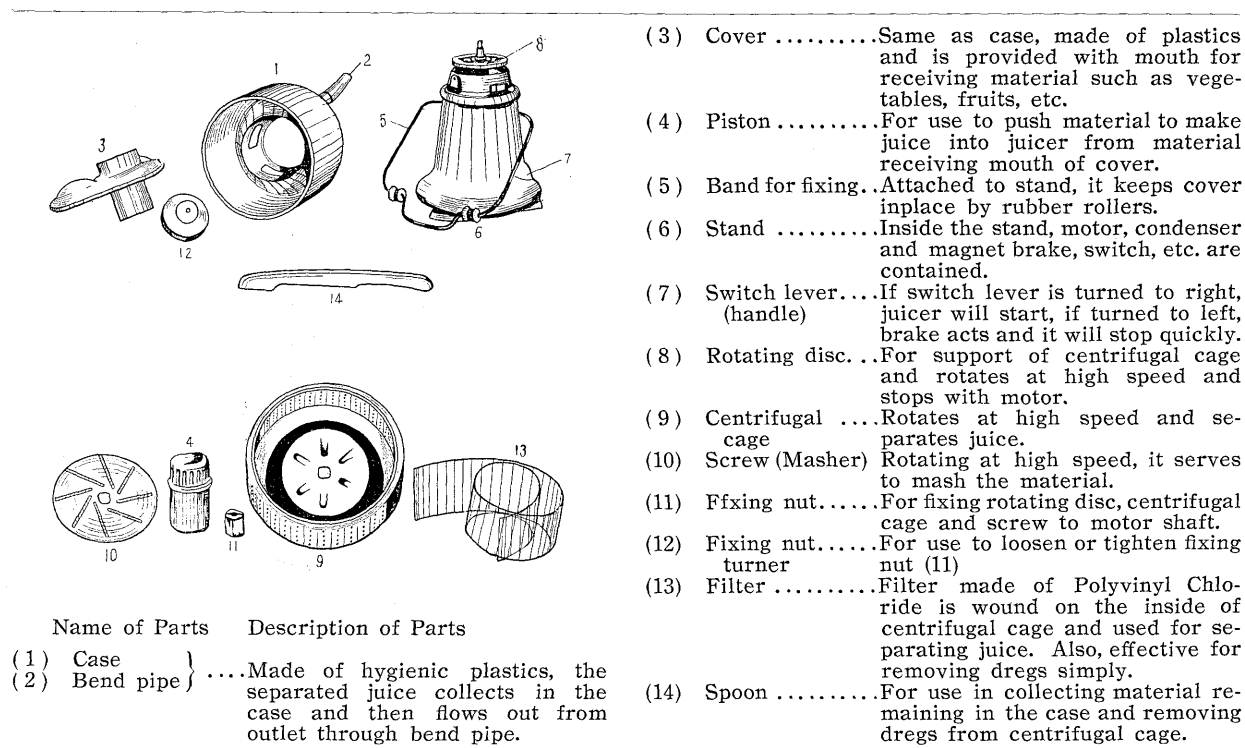 1
2
3
12
5
8
7
6
14
4
10
11
9
13
Name of Parts Description of Parts
(1) Case
(2) Bend pipe} ....Made of hygienic plastics, the
separated juice collects in the
case and then flows out from
outlet through bend pipe.
(3) Cover ..........Same as case, made of plastics
and is provided with mouth for
receiving material such as vege-
tables, fruits, etc.
(4) Piston ..........For use to push material to make
juice into juicer from material
receiving mouth of cover.
(5) Band for fixing..Attached to stand, it keeps cover
inplace by rubber rollers.
(6) Stand ..........Inside the stand, motor, condenser
and magnet brake, switch, etc. are
contained.
(7) Switch lever....If switch lever is turned to right,
(handle) juicer will start, if turned to left,
brake acts and it will stop quickly.
(8) Rotating disc...For support of centrifugal cage
and rotates at high speed and
stops with motor.
(9) Centrifugal ....Rotates at high speed and se-
cage parates juice.
(10) Screw (Masher) Rotating at high speed, it serves
to mash the material.
(11) Ffxing nut......For fixing rotating disc, centrifugal
cage and screw to motor shaft.
(12) Fixing nut......For use to loosen or tighten fixing
turner nut (11)
(13) Filter ..........Filter made of Polyvinyl Chlo-
ride is wound on the inside of
centrifugal cage and used for se-
parating juice. Also, effective for
removing dregs simply.
(14) Spoon ..........For use in collecting material re-
maining in the case and removing
dregs from centrifugal cage.